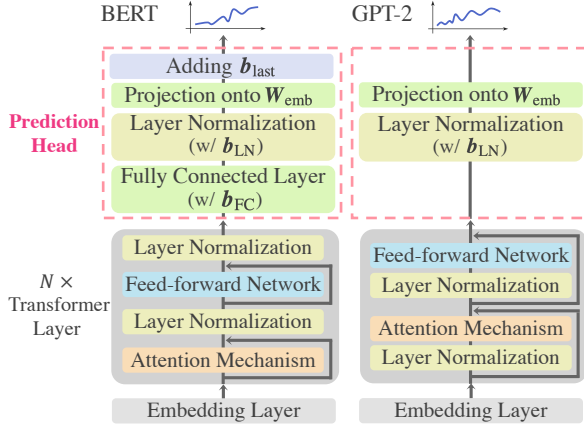 BERT
GPT-2
Prediction
Head
Adding b_last
Projection onto W_emb
Layer Normalization
(w/ b_LN)
Fully Connected Layer
(w/ b_FC)
Projection onto W_emb
Layer Normalization
(w/ b_LN)
N ×
Transformer
Layer
Layer Normalization
Feed-forward Network
Layer Normalization
Attention Mechanism
Feed-forward Network
Layer Normalization
Attention Mechanism
Layer Normalization
Embedding Layer
Embedding Layer